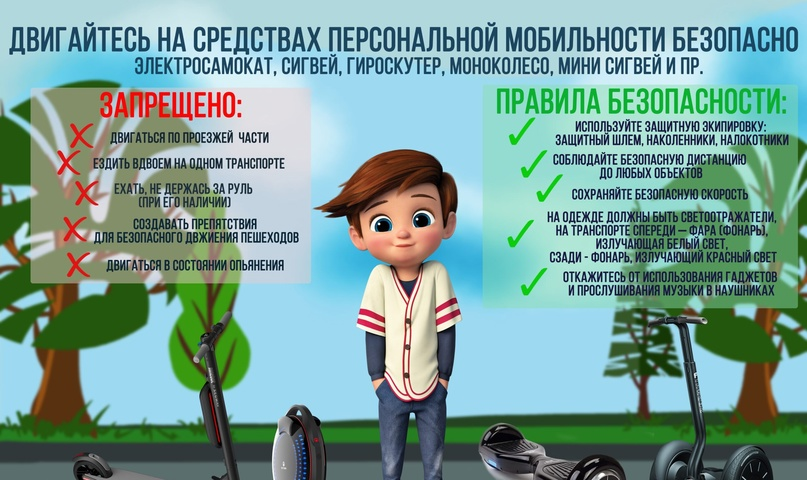 ДВИГАЙТЕСЬ НА СРЕДСТВАХ ПЕРСОНАЛЬНОЙ МОБИЛЬНОСТИ БЕЗОПАСНО
ЭЛЕКТРОСАМОКАТ, СИГВЕЙ, ГИРОСКУТЕР, МОНОКОЛЕСО, МИНИ СИГВЕЙ И ПР.
ЗАПРЕЩЕНО:
ДВИГАТЬСЯ ПО ПРОЕЗЖЕЙ ЧАСТИ
ЕЗДИТЬ ВДВОЕМ НА ОДНОМ ТРАНСПОРТЕ
ЕХАТЬ, НЕ ДЕРЖАСЬ ЗА РУЛЬ
(ПРИ ЕГО НАЛИЧИИ)
СОЗДАВАТЬ ПРЕПЯТСТВИЯ
ДЛЯ БЕЗОПАСНОГО ДВЖИЕНИЯ ПЕШЕХОДОВ
ДВИГАТЬСЯ В СОСТОЯНИИ ОПЬЯНЕНИЯ
ПРАВИЛА БЕЗОПАСНОСТИ:
ИСПОЛЬЗУЙТЕ ЗАЩИТНУЮ ЭКИПИРОВКУ:
ЗАЩИТНЫЙ ШЛЕМ, НАКОЛЕННИКИ, НАЛОКОТНИКИ
СОБЛЮДАЙТЕ БЕЗОПАСНУЮ ДИСТАНЦИЮ
ДО ЛЮБЫХ ОБЪЕКТОВ
СОХРАНЯЙТЕ БЕЗОПАСНУЮ СКОРОСТЬ
НА ОДЕЖДЕ ДОЛЖНЫ БЫТЬ СВЕТООТРАЖАТЕЛИ,
НА ТРАНСПОРТЕ СПЕРЕДИ – ФАРА (ФОНАРЬ),
ИЗЛУЧАЮЩАЯ БЕЛЫЙ СВЕТ,
СЗАДИ - ФОНАРЬ, ИЗЛУЧАЮЩИЙ КРАСНЫЙ СВЕТ
ОТКАЖИТЕСЬ ОТ ИСПОЛЬЗОВАНИЯ ГАДЖЕТОВ
И ПРОСЛУШИВАНИЯ МУЗЫКИ В НАУШНИКАХ